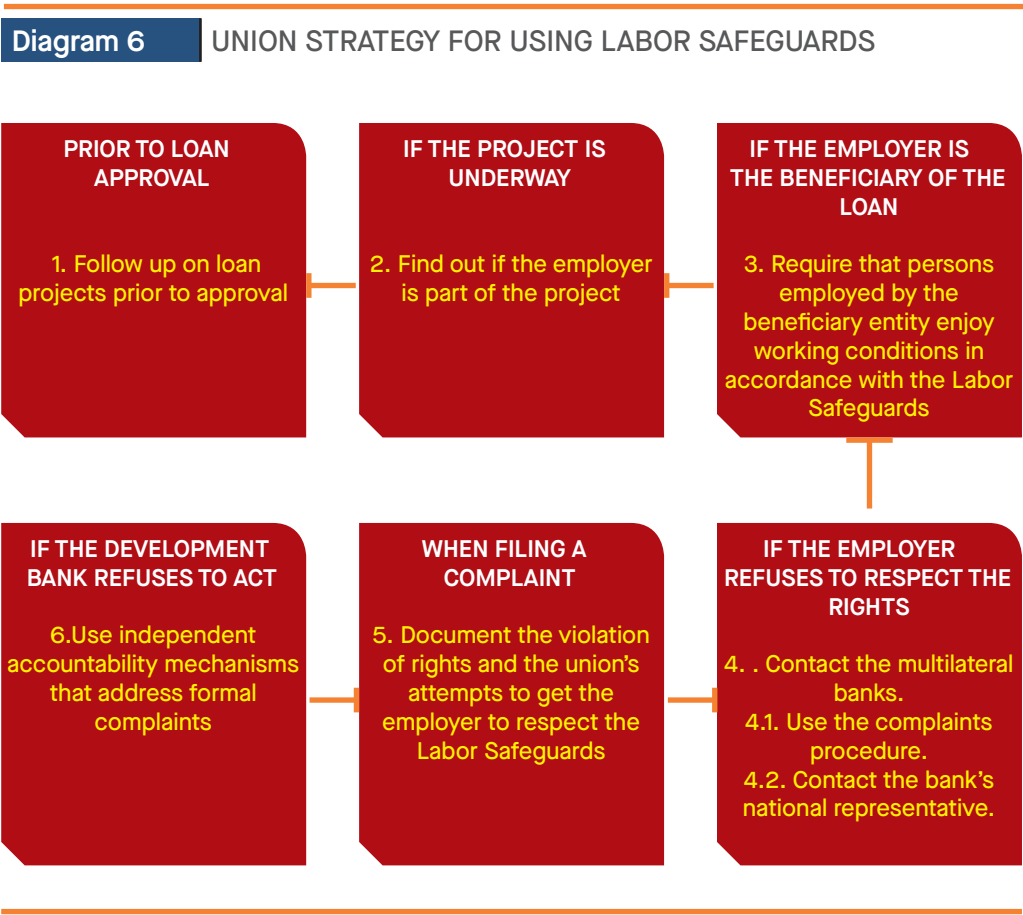 Diagram 6
UNION STRATEGY FOR USING LABOR SAFEGUARDS
PRIOR TO LOAN
APPROVAL
1. Follow up on loan
projects prior to approval
IF THE PROJECT IS
UNDERWAY
2. Find out if the employer
is part of the project
IF THE EMPLOYER IS
THE BENEFICIARY OF THE
LOAN
3. Require that persons
employed by the
beneficiary entity enjoy
working conditions in
accordance with the Labor
Safeguards
IF THE EMPLOYER
REFUSES TO RESPECT THE
RIGHTS
4. . Contact the multilateral
banks.
4.1. Use the complaints
procedure.
4.2. Contact the bank’s
national representative.
WHEN FILING A
COMPLAINT
5. Document the violation
of rights and the union’s
attempts to get the
employer to respect the
Labor Safeguards
IF THE DEVELOPMENT
BANK REFUSES TO ACT
6.Use independent
accountability mechanisms
that address formal
complaints